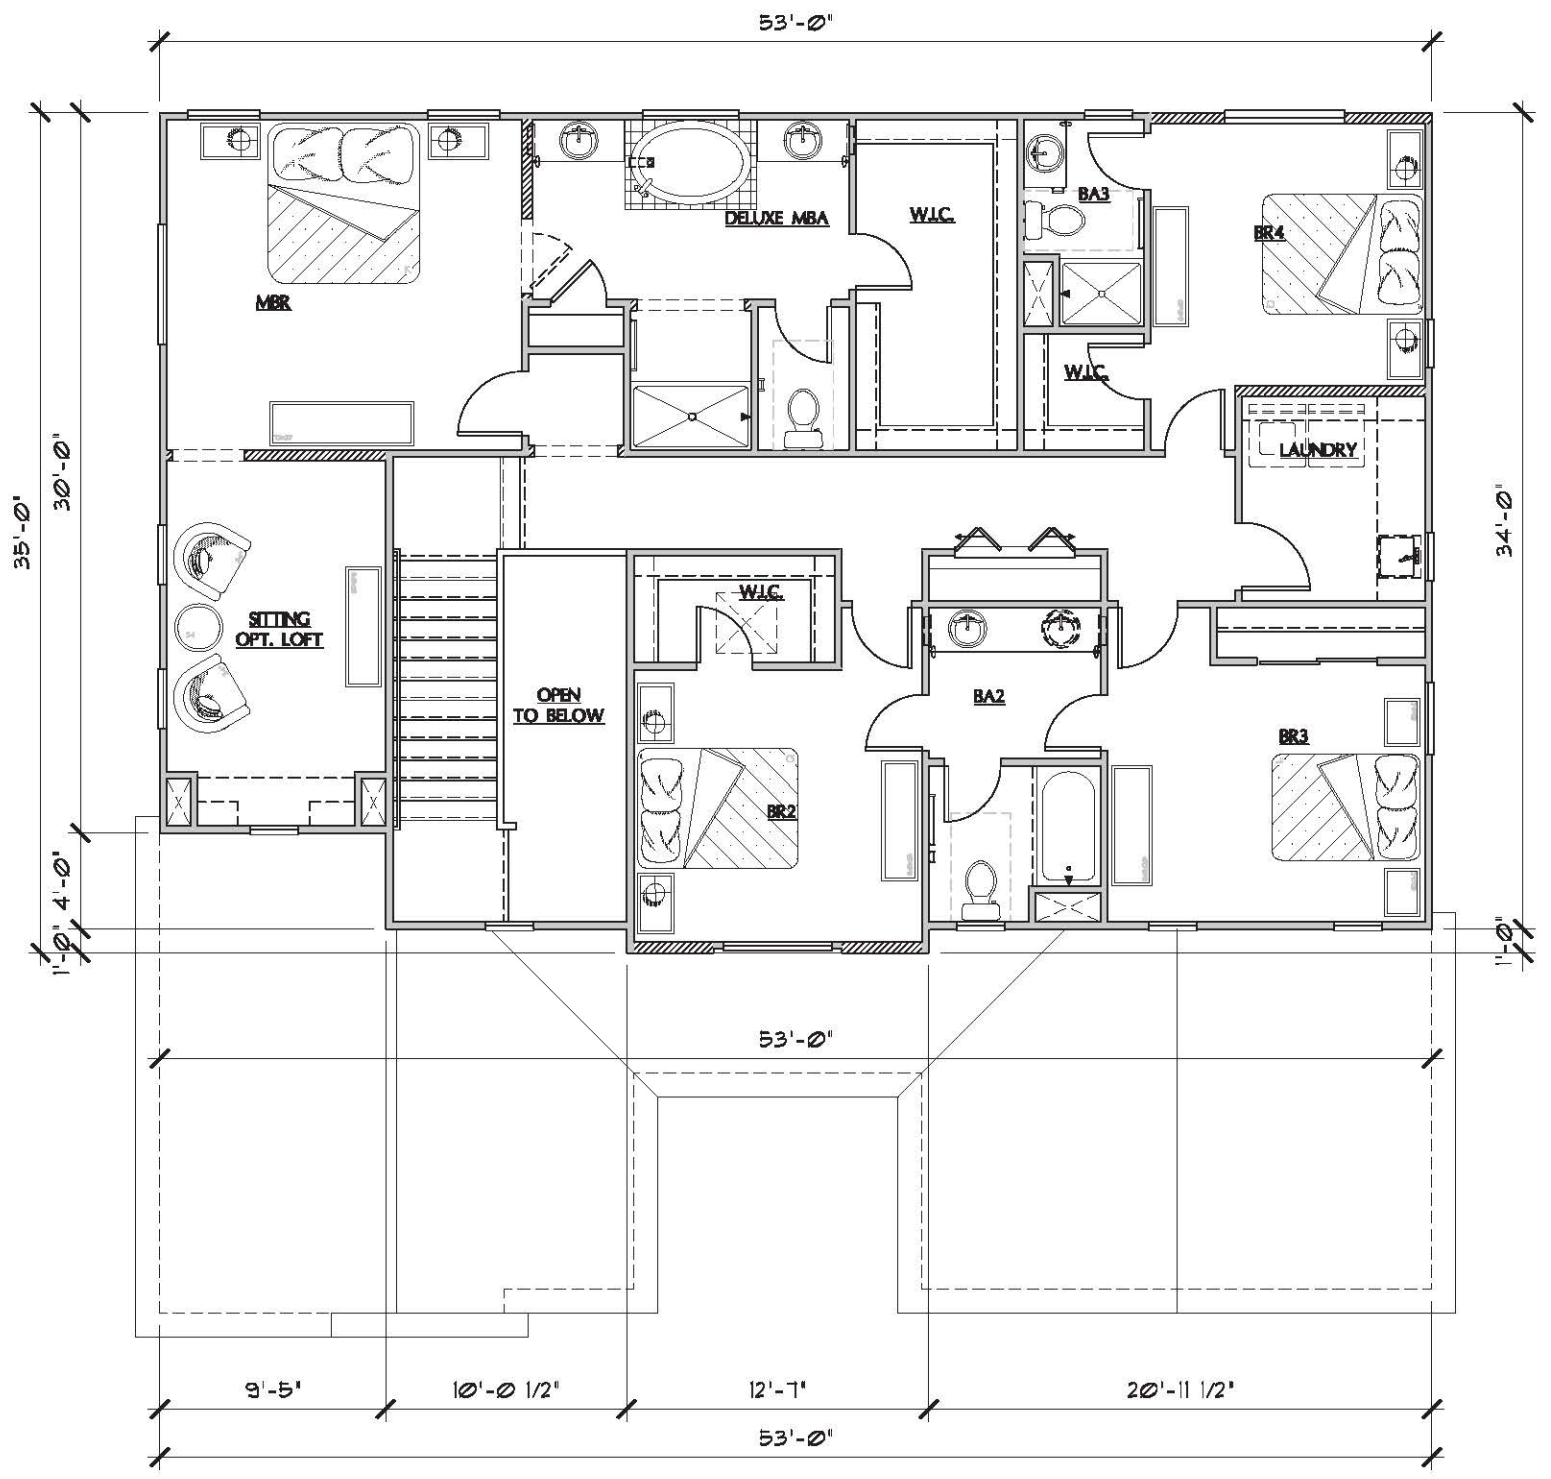 53'-0"
DELUXE MBA
W.I.C.
BA3
BR4
MBR
W.I.C.
LAUNDRY
35'-0"
30'-0"
34'-0"
SITTING
OPT. LOFT
W.I.C.
OPEN
TO BELOW
BA2
BR3
BR2
4'-0"
1'-0"
1'-0"
53'-0"
9'-5"
10'-0 1/2"
12'-7"
20'-11 1/2"
53'-0"